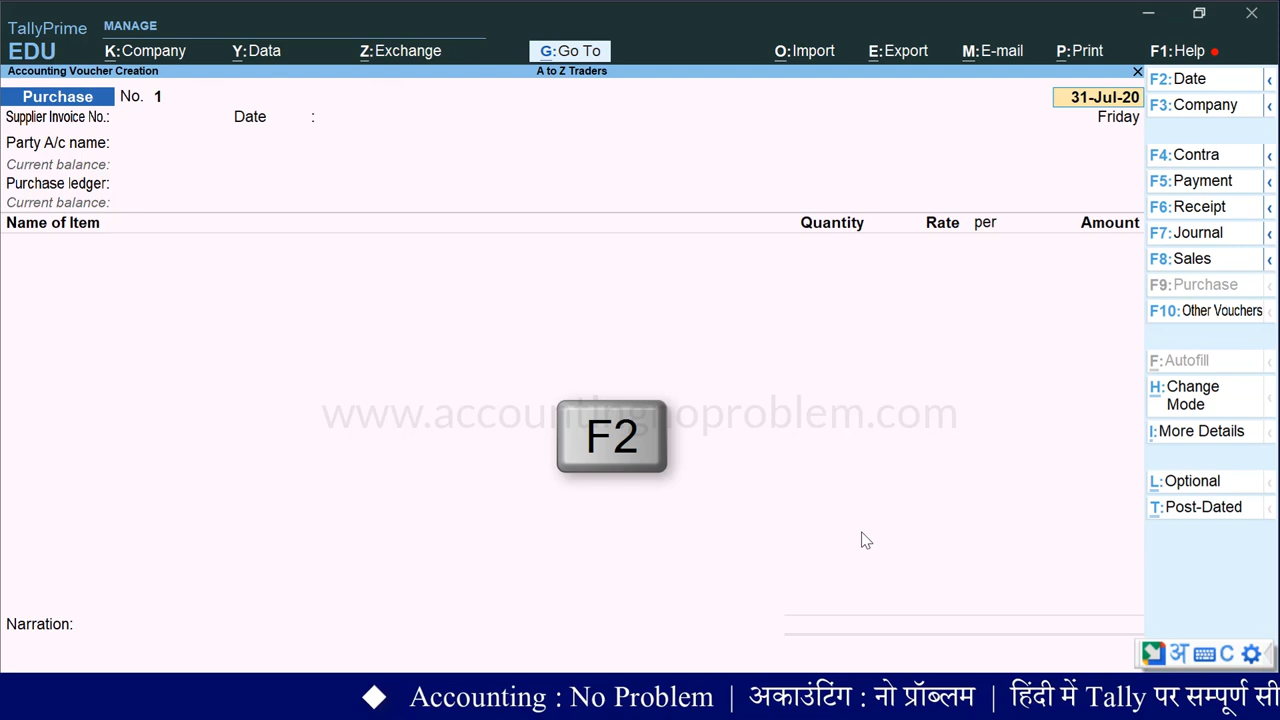 TallyPrime MANAGE
EDU K:Company Y:Data Z:Exchange G:Go To O:Import E:Export M:E-mail P:Print F1:Help
Accounting Voucher Creation A to Z Traders
Purchase No. 1 31-Jul-20
Supplier Invoice No.: Date : Friday
Party A/c name:
Current balance:
Purchase ledger:
Current balance:
Name of Item Quantity Rate per Amount
F2:Date
F3:Company
F4:Contra
F5:Payment
F6:Receipt
F7:Journal
F8:Sales
F9:Purchase
F10:Other Vouchers
F:Autofill
H:Change
Mode
I:More Details
L:Optional
T:Post-Dated
www.accountingnoproblem.com
F2
Narration:
अ C
Accounting : No Problem | अकाउंटिंग : नो प्रॉब्लम | हिंदी में Tally पर सम्पूर्ण सी